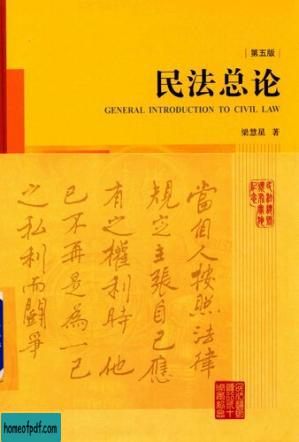 第五版
民法总论
GENERAL INTRODUCTION TO CIVIL LAW
梁慧星 著
當個人按照法律
規定主張自己應
有之權利時他
已不再是為一己
之私利而鬪爭
homeofpdf.com